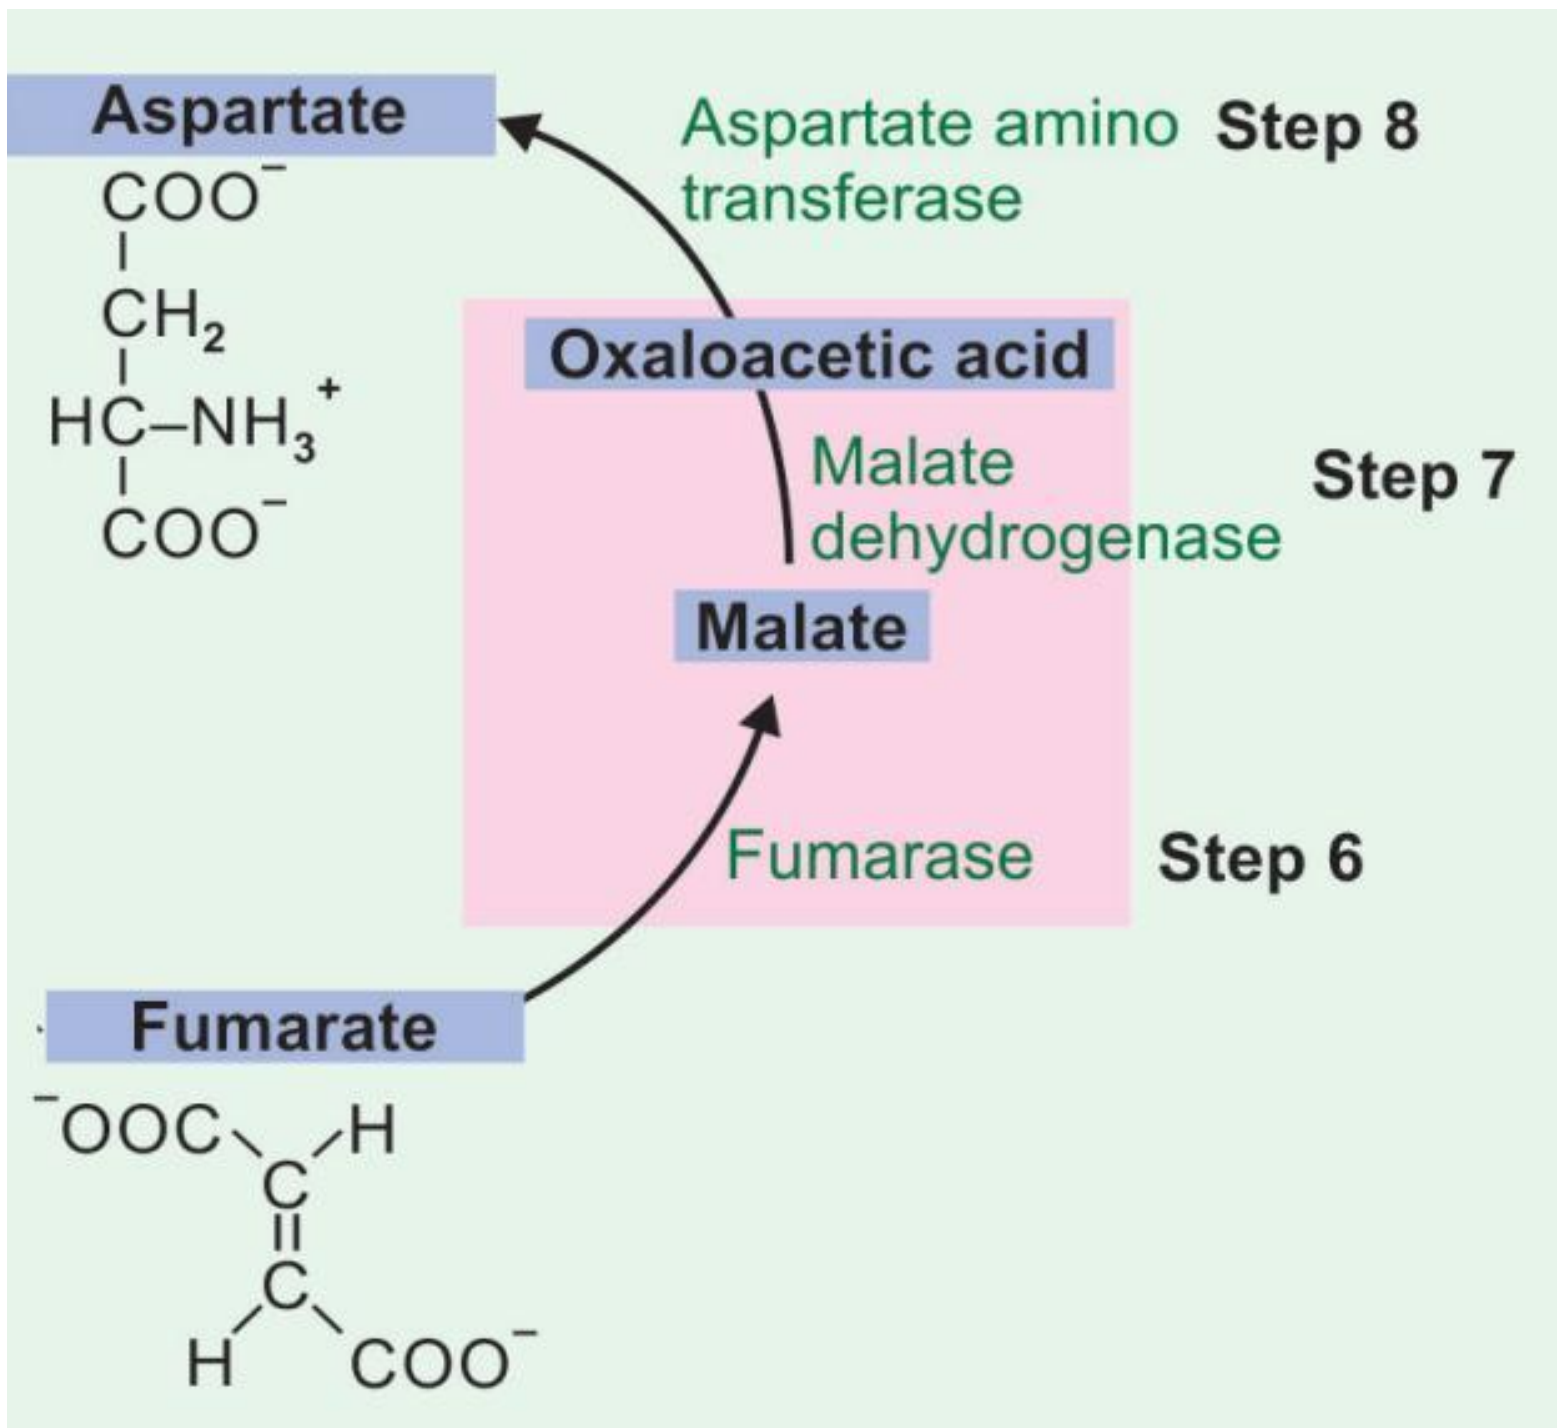 Aspartate
Aspartate amino
transferase
Step 8
COO⁻
CH₂
HC–NH₃⁺
COO⁻
Oxaloacetic acid
Malate
dehydrogenase
Step 7
Malate
Fumarase
Step 6
Fumarate
⁻OOC H
C
C
H COO⁻